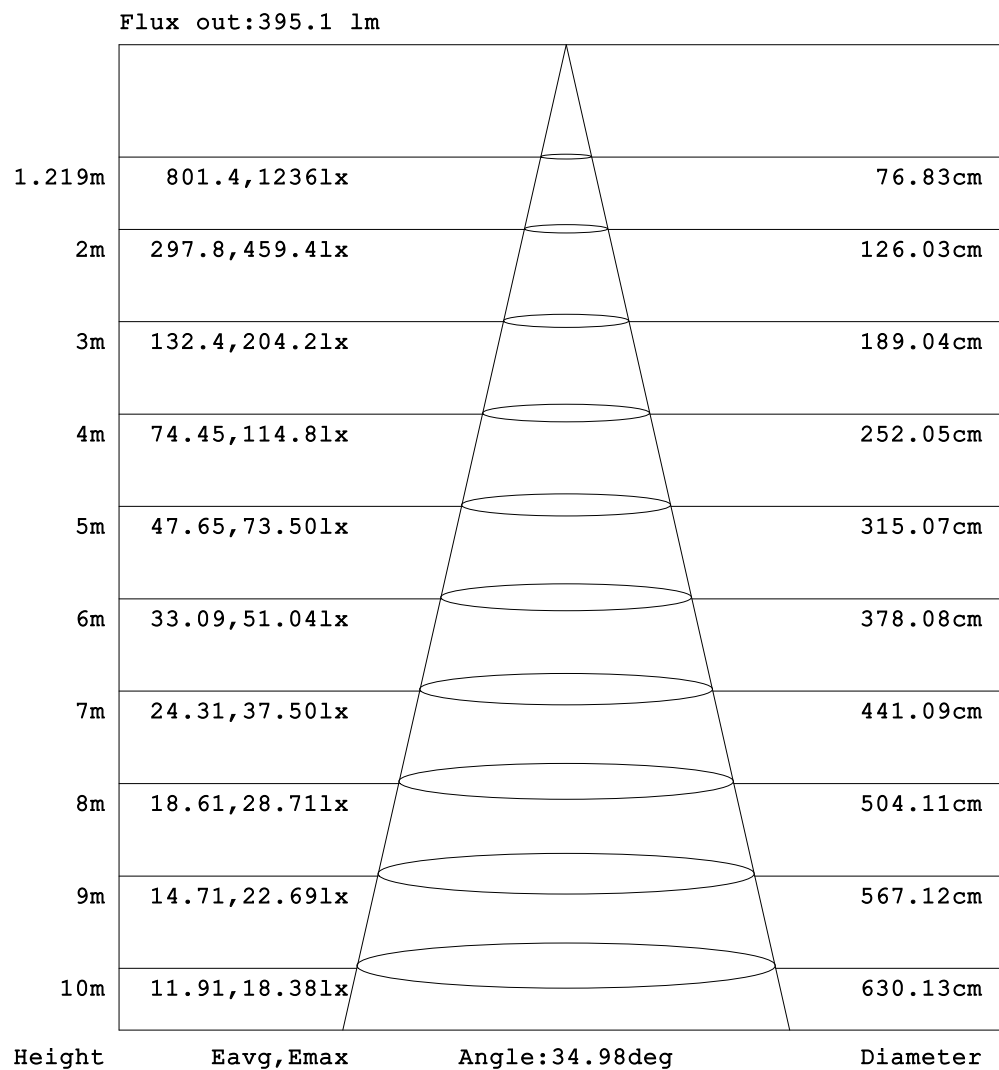 Flux out:395.1 lm
1.219m 801.4,1236lx 76.83cm
2m 297.8,459.4lx 126.03cm
3m 132.4,204.2lx 189.04cm
4m 74.45,114.8lx 252.05cm
5m 47.65,73.50lx 315.07cm
6m 33.09,51.04lx 378.08cm
7m 24.31,37.50lx 441.09cm
8m 18.61,28.71lx 504.11cm
9m 14.71,22.69lx 567.12cm
10m 11.91,18.38lx 630.13cm
Height Eavg,Emax Angle:34.98deg Diameter